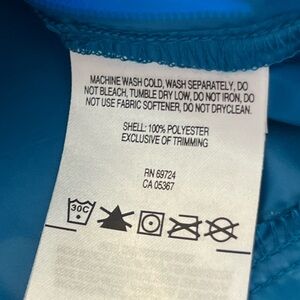 MACHINE WASH COLD, WASH SEPARATELY, DO
NOT BLEACH, TUMBLE DRY LOW, DO NOT IRON, DO
NOT USE FABRIC SOFTENER, DO NOT DRYCLEAN.
SHELL: 100% POLYESTER
EXCLUSIVE OF TRIMMING
RN 69724
CA 05367
30C